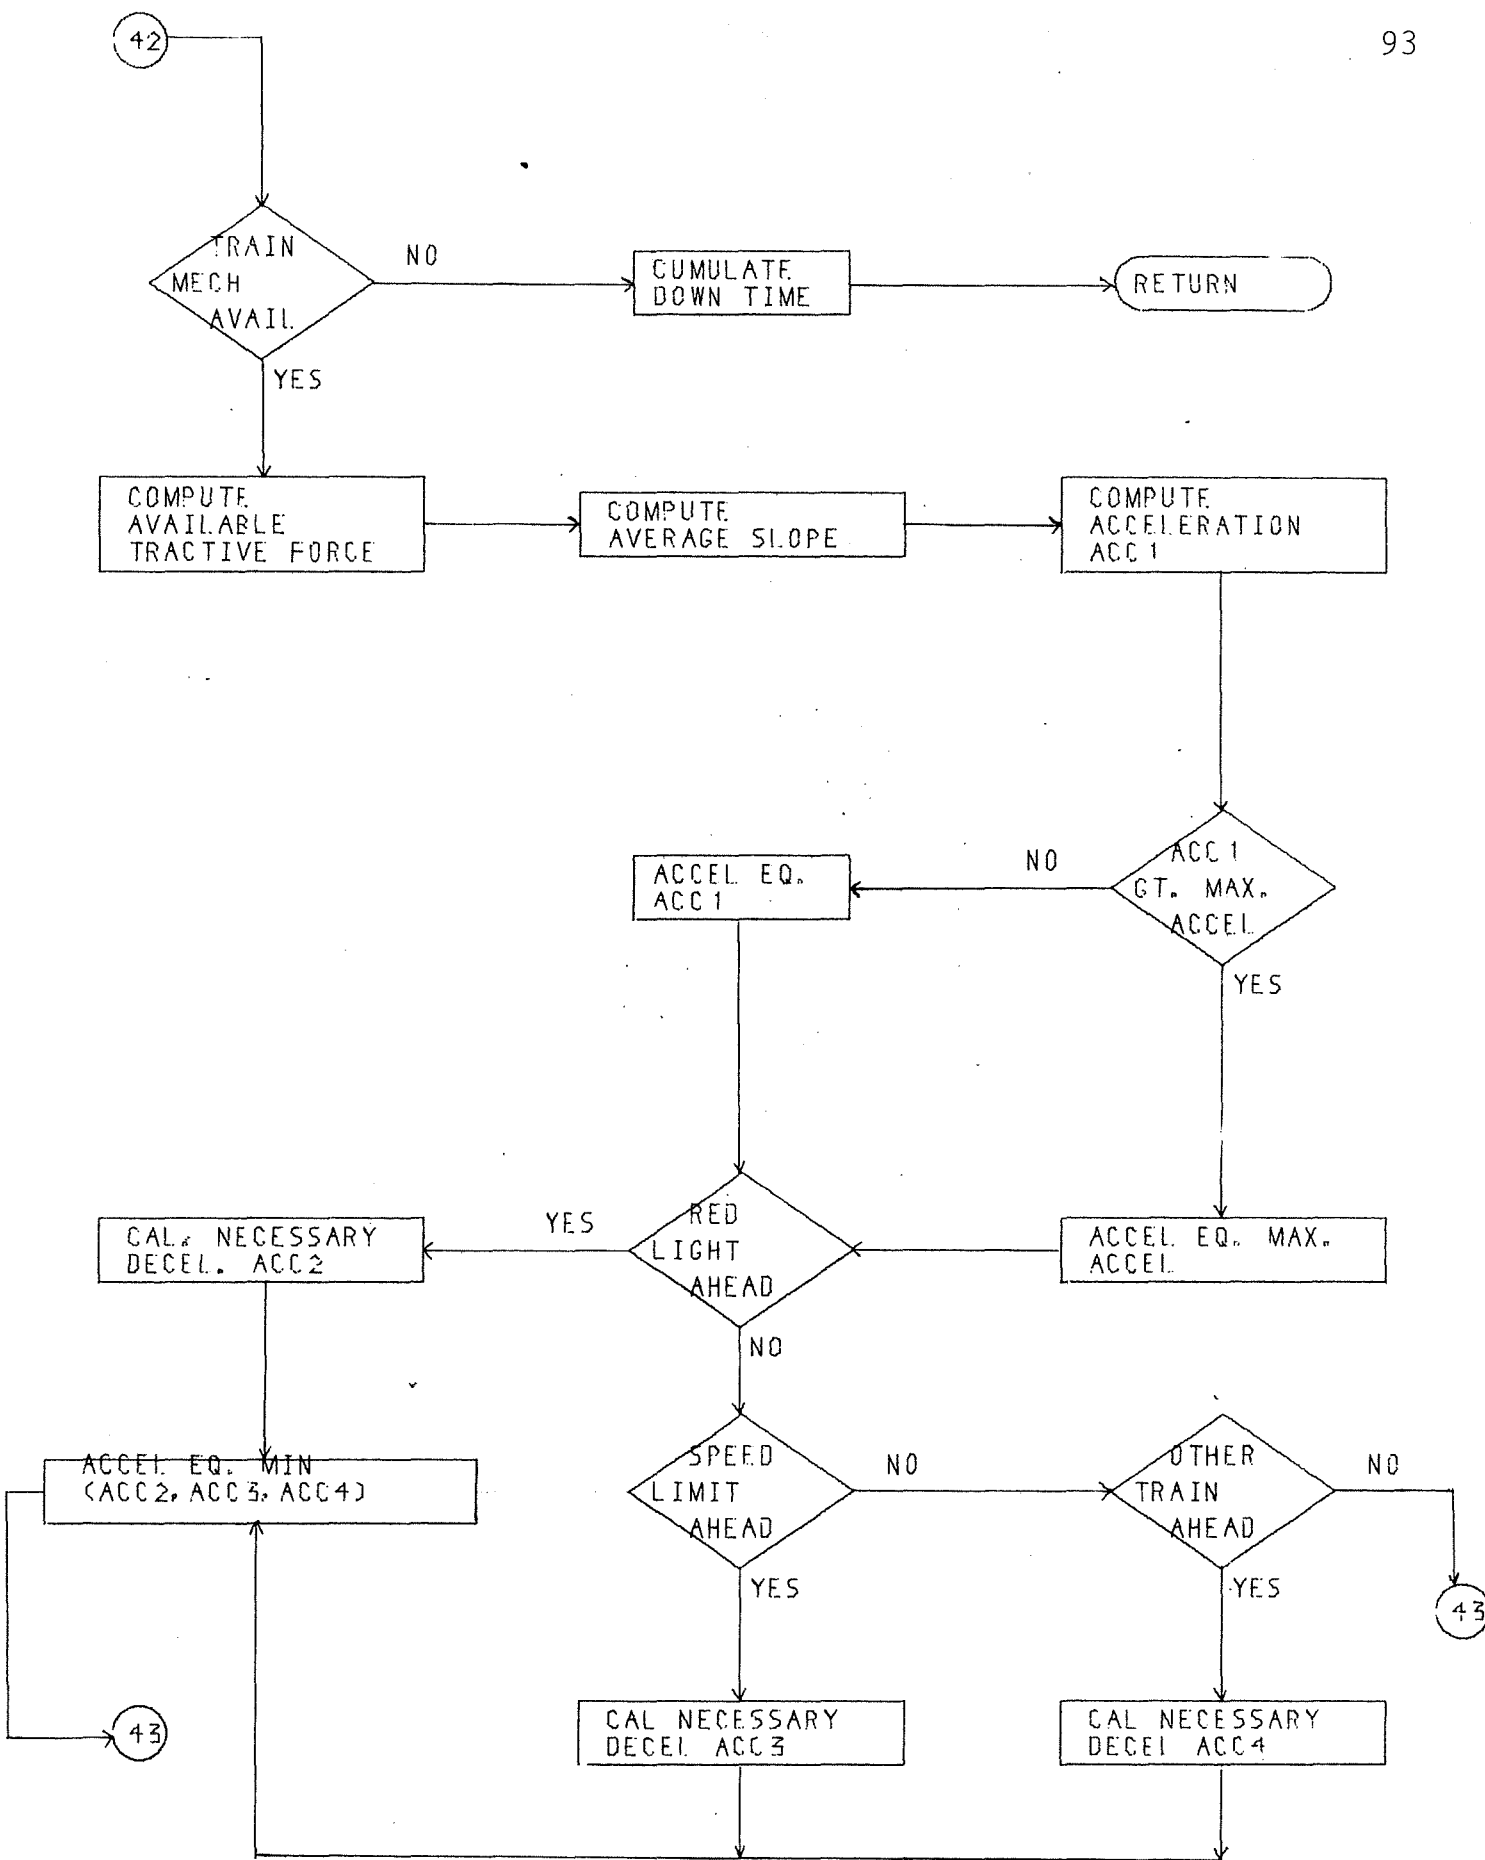 42
93
TRAIN
MECH
AVAIL
NO
CUMULATE
DOWN TIME
RETURN
YES
COMPUTE
AVAILABLE
TRACTIVE FORCE
COMPUTE
AVERAGE SLOPE
COMPUTE
ACCELERATION
ACC1
ACC1
GT. MAX.
ACCEL
NO
ACCEL EQ.
ACC1
YES
RED
LIGHT
AHEAD
YES
CAL. NECESSARY
DECEL. ACC2
ACCEL EQ. MAX.
ACCEL
NO
ACCEL EQ. MIN
(ACC2, ACC3, ACC4)
SPEED
LIMIT
AHEAD
NO
OTHER
TRAIN
AHEAD
NO
YES
YES
43
43
CAL NECESSARY
DECEL ACC3
CAL NECESSARY
DECEL ACC4